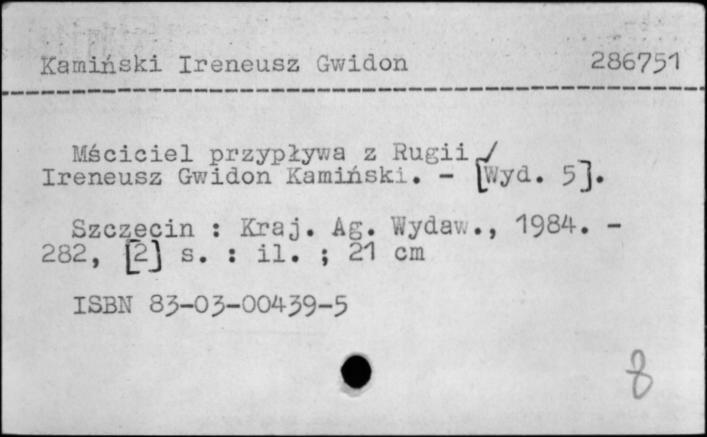 Kamiński Ireneusz Gwidon 286751
Mściciel przypływa z Rugii /
Ireneusz Gwidon Kamiński. - [Wyd. 5].
Szczecin : Kraj. Ag. Wydaw., 1984. -
282, [2] s. : il. ; 21 cm
ISBN 83-03-00439-5
8